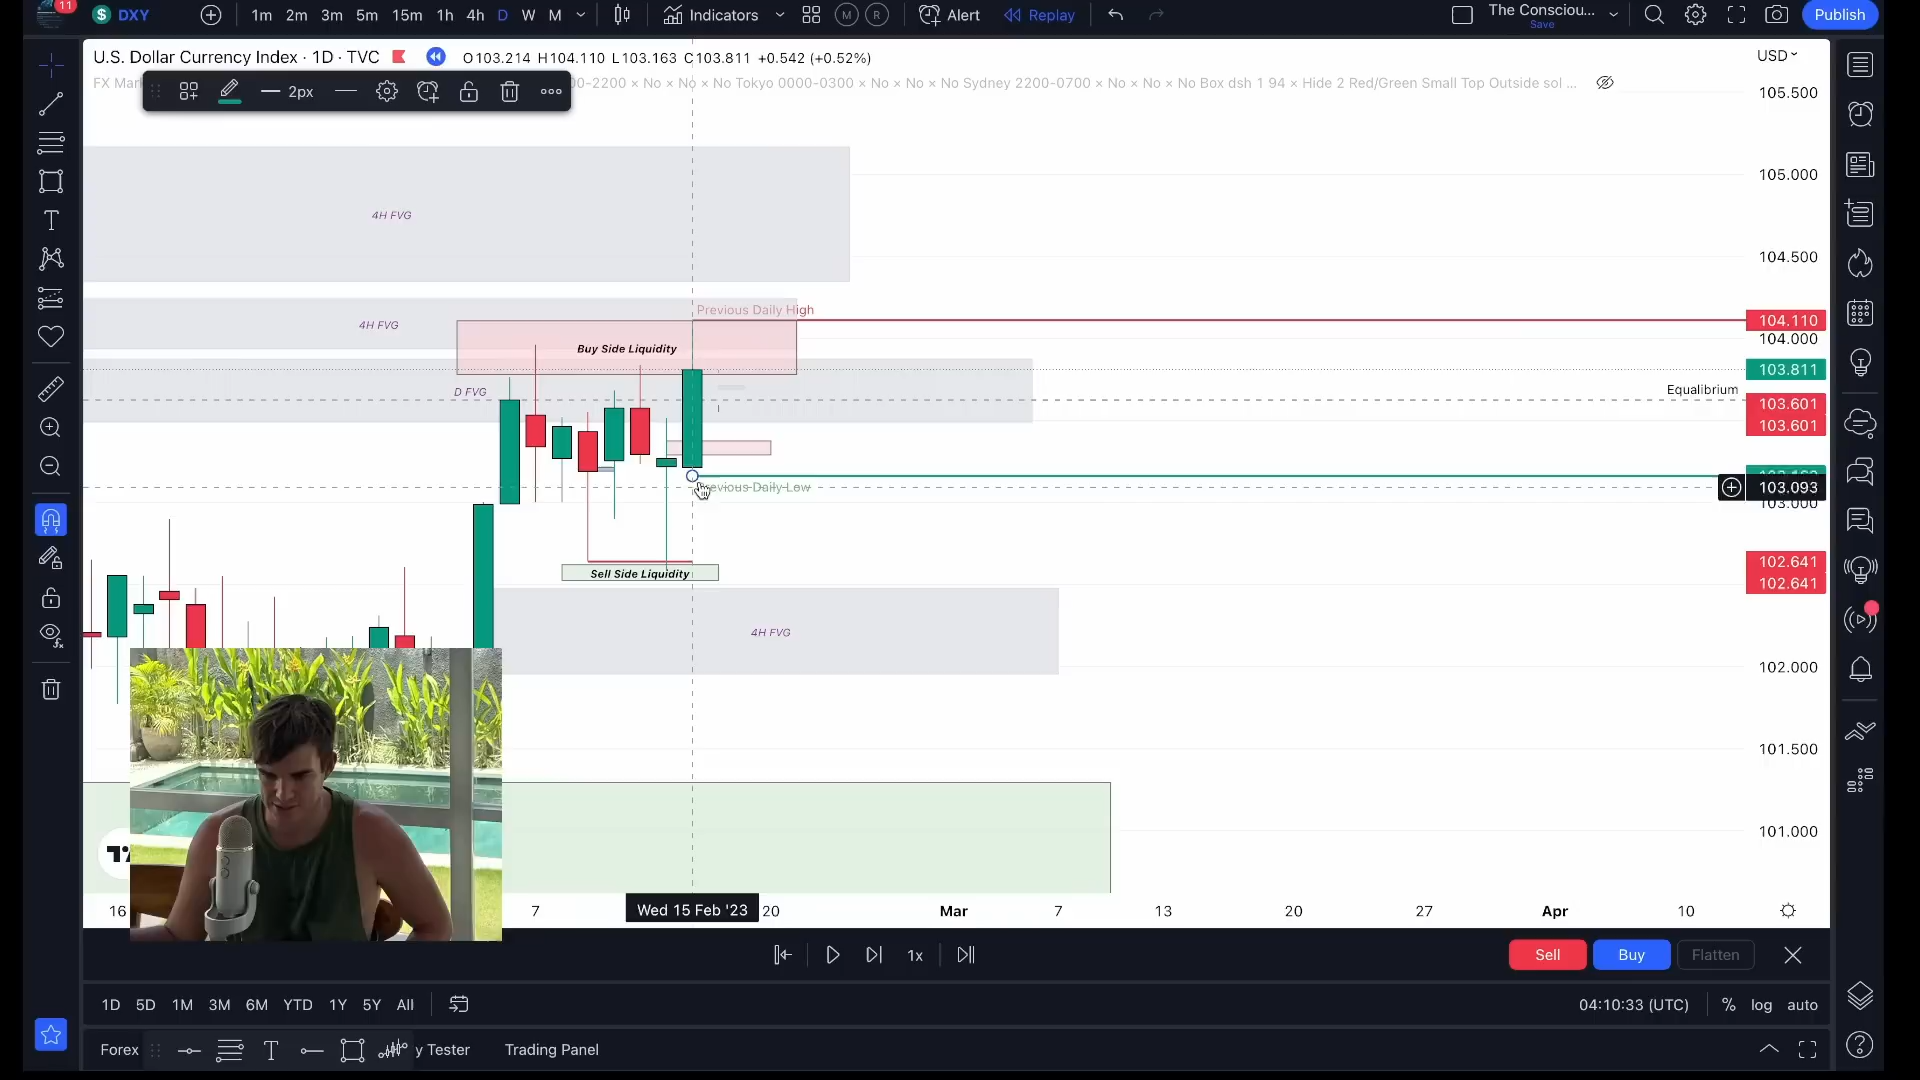 11
DXY
1m 2m 3m 5m 15m 1h 4h D W M
Indicators
M R
Alert
Replay
The Consciou...
Save
Publish
U.S. Dollar Currency Index · 1D · TVC
O103.214 H104.110 L103.163 C103.811 +0.542 (+0.52%)
USD
FX Mar
2px
0-2200 × No × No × No Tokyo 0000-0300 × No × No × No Sydney 2200-0700 × No × No × No Box dsh 1 94 × Hide 2 Red/Green Small Top Outside sol ...
105.500
105.000
4H FVG
104.500
Previous Daily High
104.110
4H FVG
104.000
Buy Side Liquidity
103.811
D FVG
Equalibrium
103.601
103.601
Previous Daily Low
103.093
103.000
102.641
Sell Side Liquidity
102.641
4H FVG
102.000
101.500
101.000
16
7
Wed 15 Feb '23
20
Mar
7
13
20
27
Apr
10
1x
Sell
Buy
Flatten
1D 5D 1M 3M 6M YTD 1Y 5Y All
04:10:33 (UTC)
% log auto
Forex
y Tester
Trading Panel